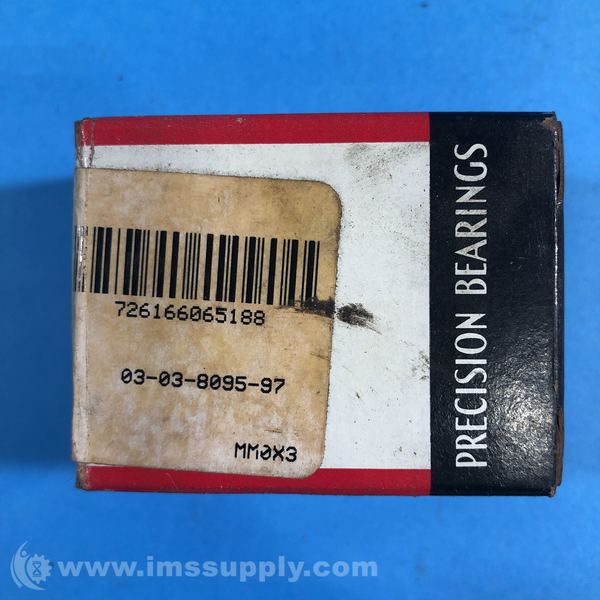 726166065188
03-03-8095-97
MM0X3
PRECISION BEARINGS
www.imssupply.com